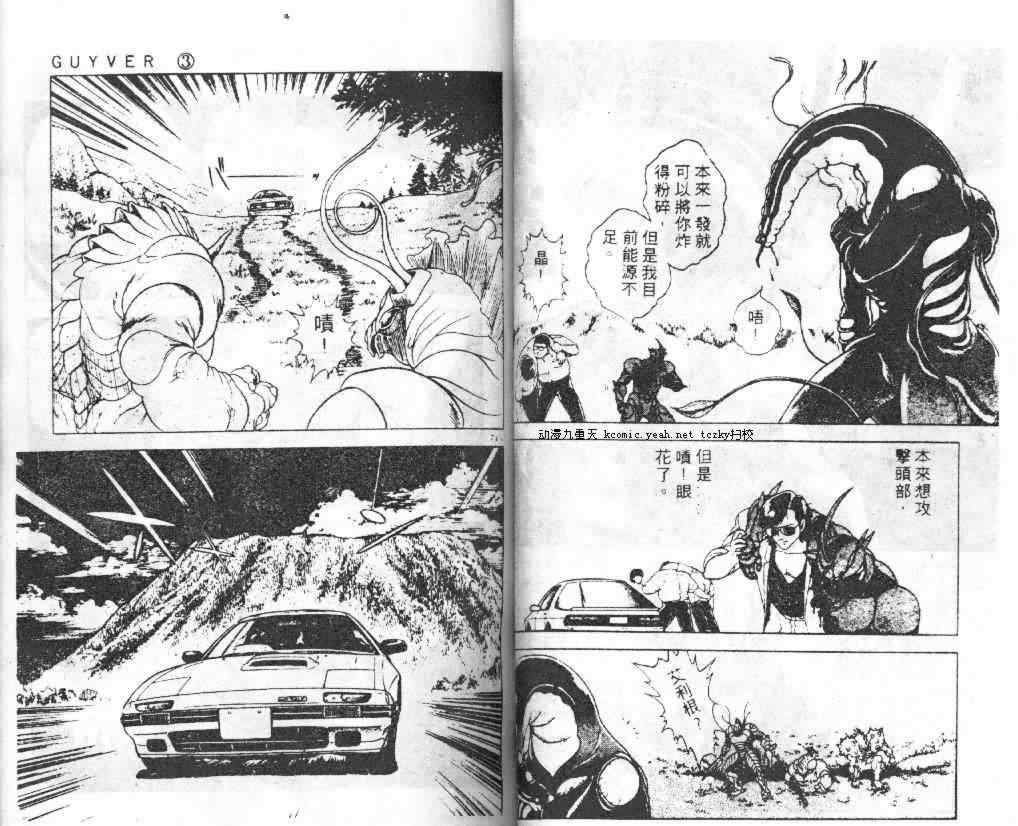 GUYVER ③
本來一發就
可以將你炸
得粉碎，
但是我目
前能源不
足。
晶！
唔！
本來想攻
擊頭部，
但是…
嘖！眼
花了。
艾利根？
嘖！
动漫九重天 kcomic.yeah.net tczky扫校